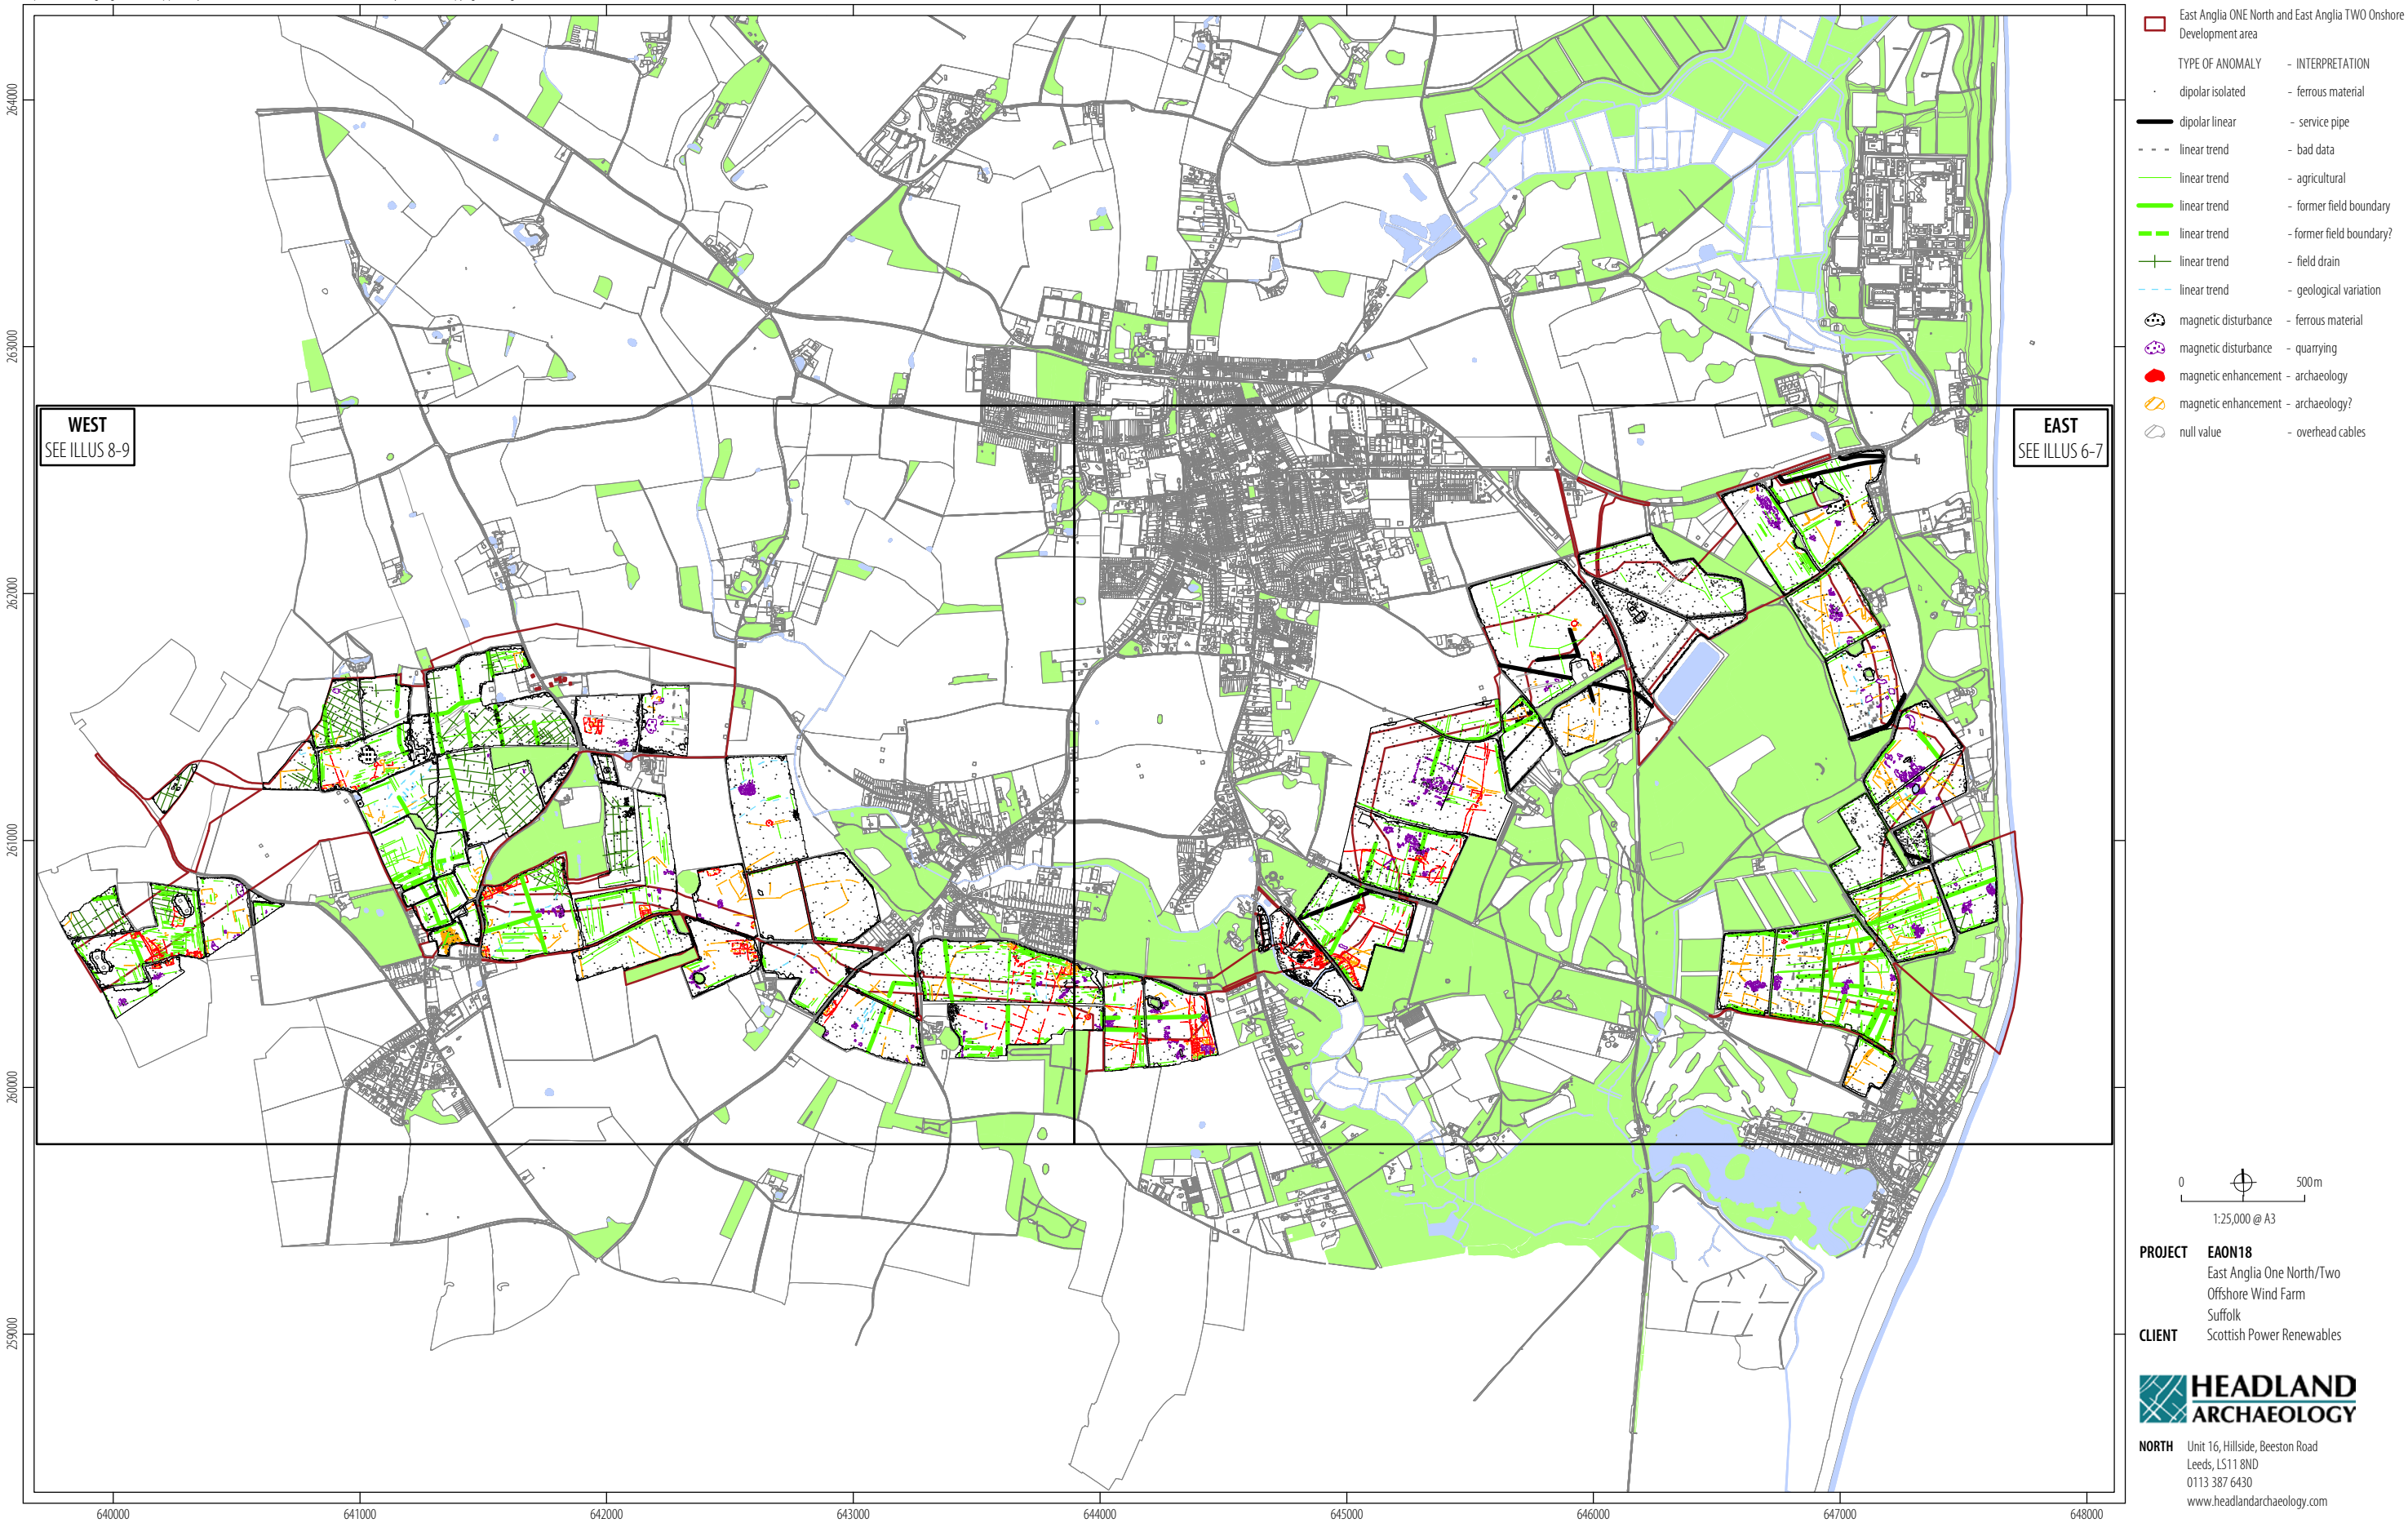 East Anglia ONE North and East Anglia TWO Onshore
Development area
TYPE OF ANOMALY - INTERPRETATION
dipolar isolated - ferrous material
dipolar linear - service pipe
linear trend - bad data
linear trend - agricultural
linear trend - former field boundary
linear trend - former field boundary?
linear trend - field drain
linear trend - geological variation
magnetic disturbance - ferrous material
magnetic disturbance - quarrying
magnetic enhancement - archaeology
magnetic enhancement - archaeology?
null value - overhead cables
WEST
SEE ILLUS 8-9
EAST
SEE ILLUS 6-7
264000
263000
262000
261000
260000
259000
640000
641000
642000
643000
644000
645000
646000
647000
648000
0 500m
1:25,000 @ A3
PROJECT EAON18
East Anglia One North/Two
Offshore Wind Farm
Suffolk
CLIENT Scottish Power Renewables
HEADLAND
ARCHAEOLOGY
NORTH Unit 16, Hillside, Beeston Road
Leeds, LS11 8ND
0113 387 6430
www.headlandarchaeology.com